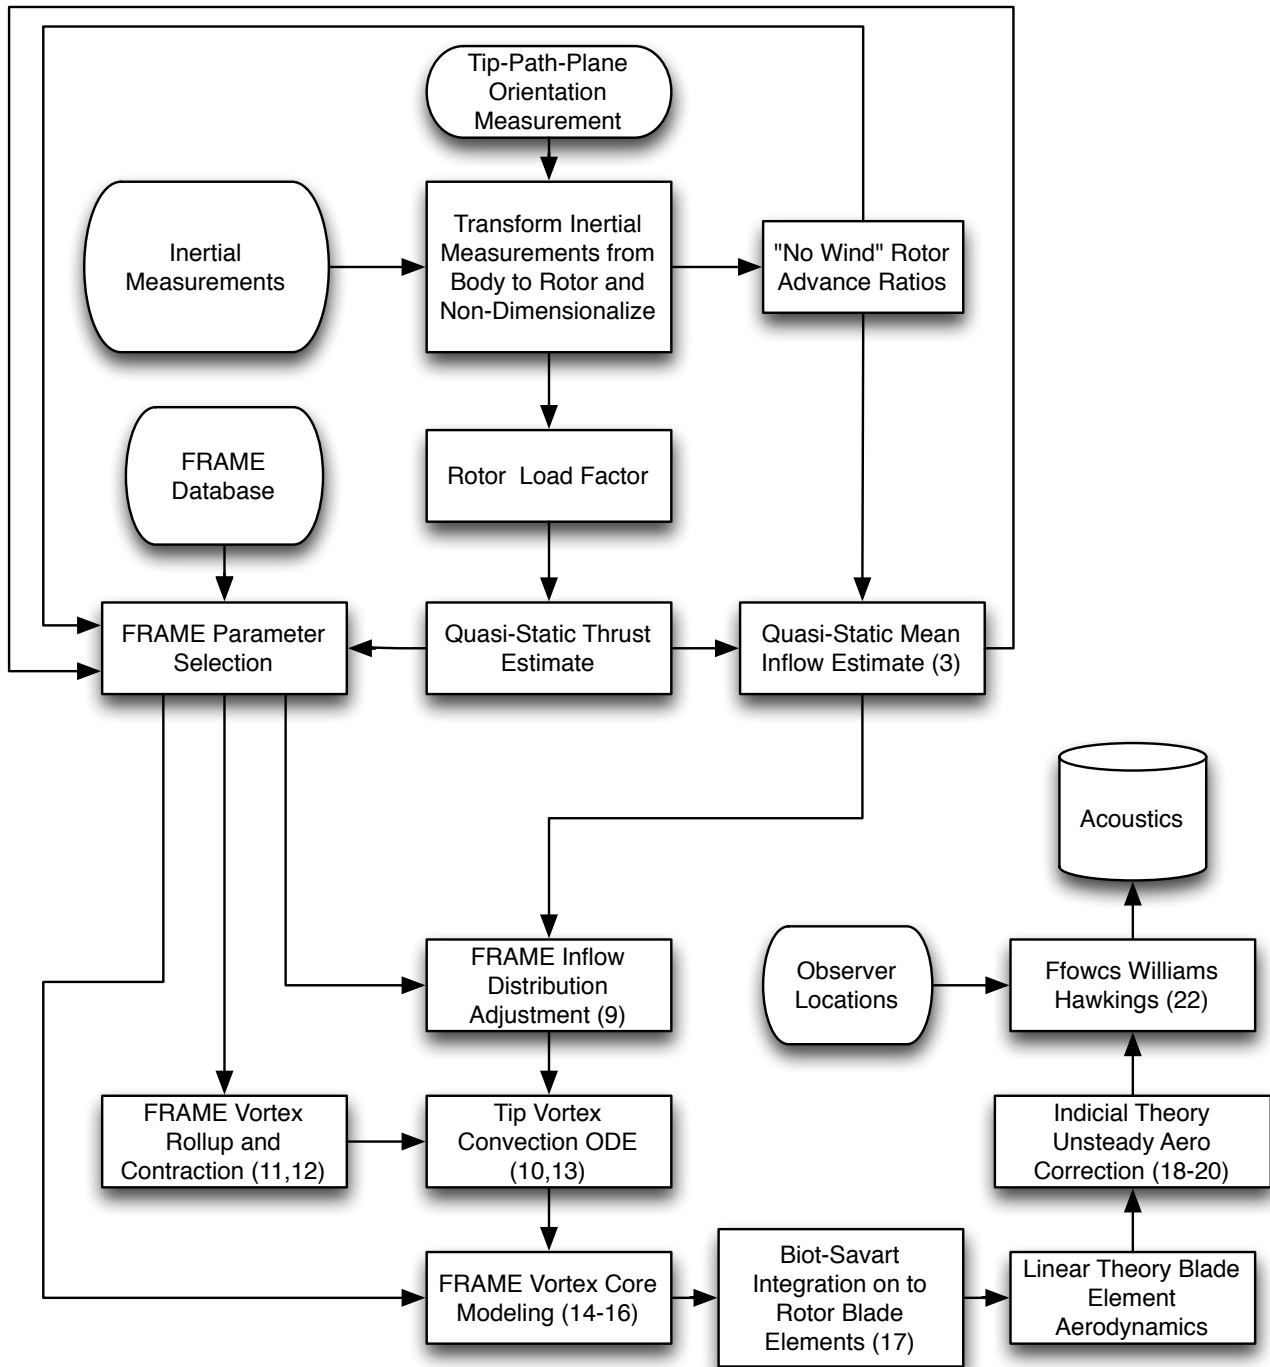 Tip-Path-Plane
Orientation
Measurement
Inertial
Measurements
Transform Inertial
Measurements from
Body to Rotor and
Non-Dimensionalize
"No Wind" Rotor
Advance Ratios
FRAME
Database
Rotor  Load Factor
FRAME Parameter
Selection
Quasi-Static Thrust
Estimate
Quasi-Static Mean
Inflow Estimate (3)
Acoustics
FRAME Inflow
Distribution
Adjustment (9)
Observer
Locations
Ffowcs Williams
Hawkings (22)
FRAME Vortex
Rollup and
Contraction (11,12)
Tip Vortex
Convection ODE
(10,13)
Indicial Theory
Unsteady Aero
Correction (18-20)
FRAME Vortex Core
Modeling (14-16)
Biot-Savart
Integration on to
Rotor Blade
Elements (17)
Linear Theory Blade
Element
Aerodynamics